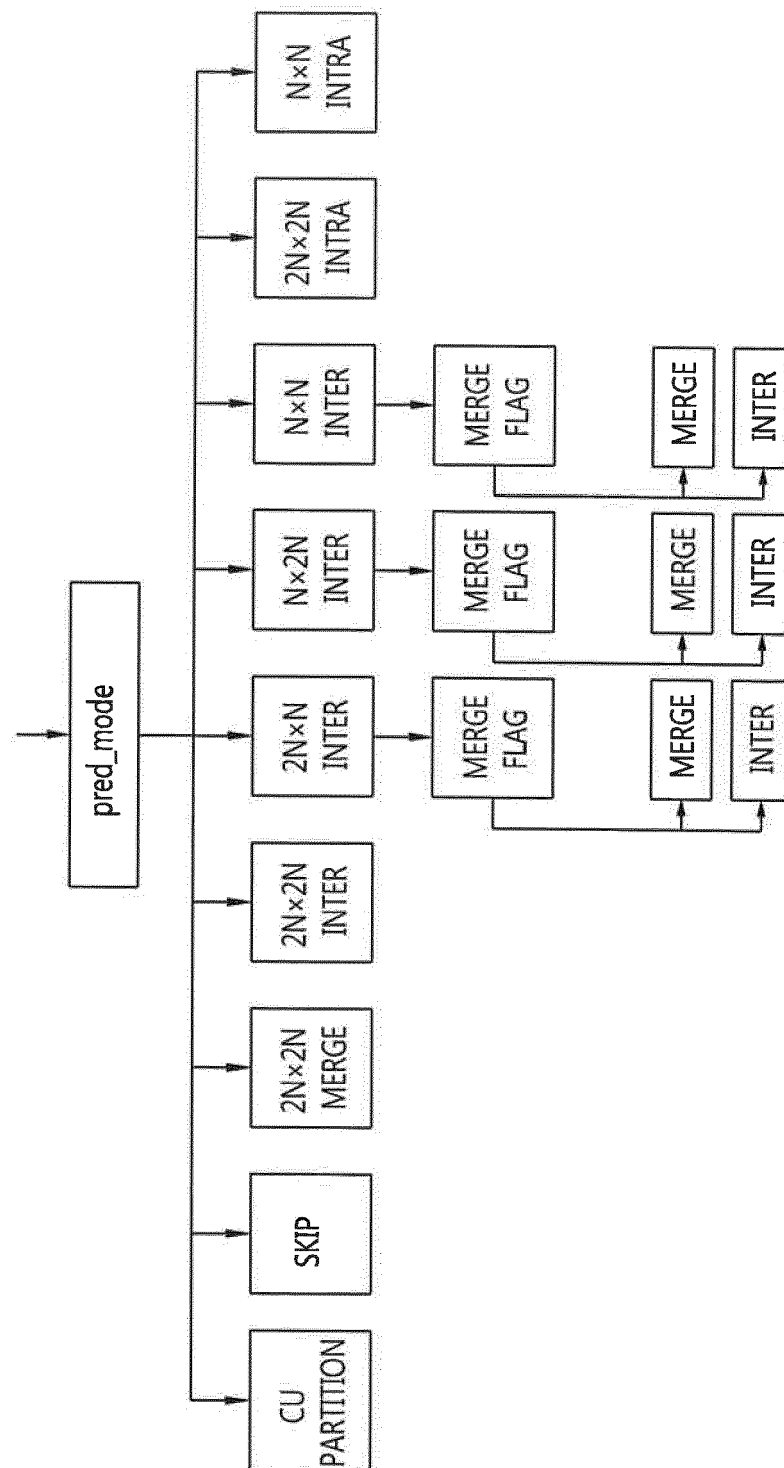 pred_mode
CU
PARTITION
SKIP
2N×2N
MERGE
2N×2N
INTER
2N×N
INTER
N×2N
INTER
N×N
INTER
2N×2N
INTRA
N×N
INTRA
MERGE
FLAG
MERGE
FLAG
MERGE
FLAG
MERGE
INTER
MERGE
INTER
MERGE
INTER